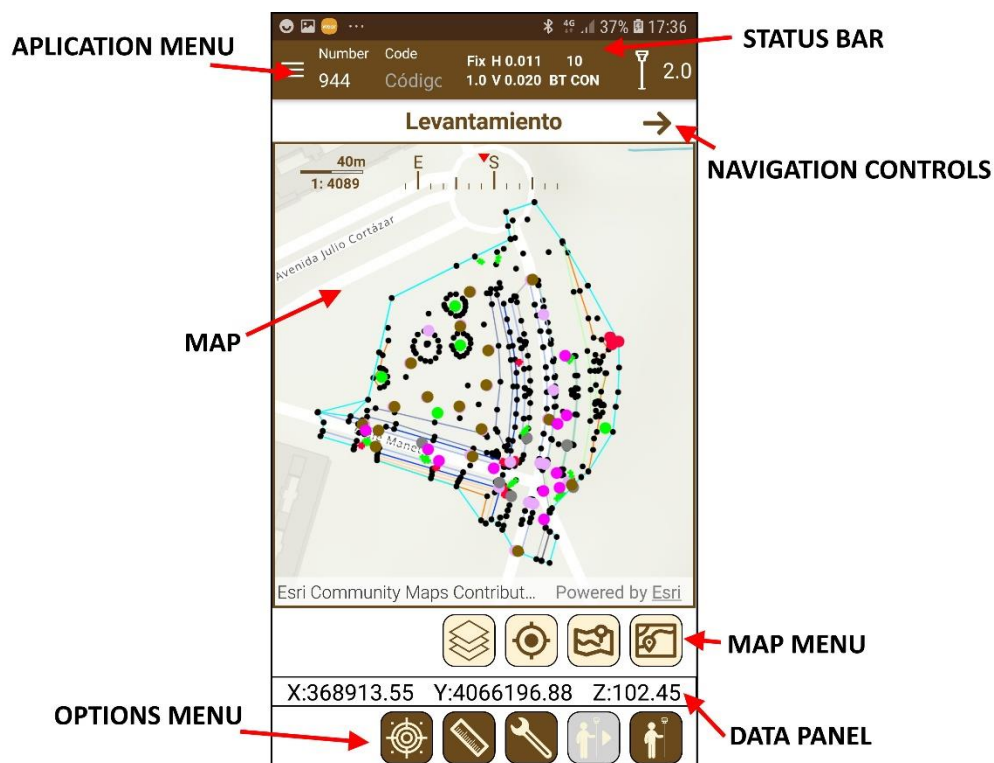 APLICATION MENU
STATUS BAR
NAVIGATION CONTROLS
MAP
MAP MENU
OPTIONS MENU
DATA PANEL
4G 37% 17:36
Number Code
944 Códigc
Fix H 0.011 10
1.0 V 0.020 BT CON
2.0
Levantamiento
40m
1: 4089
E S
Avenida Julio Cortázar
Manet
Esri Community Maps Contribut... Powered by Esri
X:368913.55 Y:4066196.88 Z:102.45